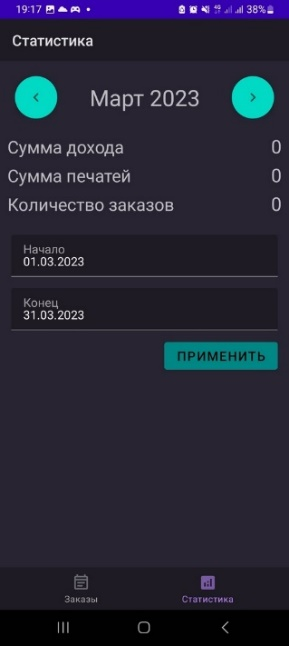 19:17 38%
Статистика
Март 2023
Сумма дохода 0
Сумма печатей 0
Количество заказов 0
Начало
01.03.2023
Конец
31.03.2023
ПРИМЕНИТЬ
Заказы Статистика